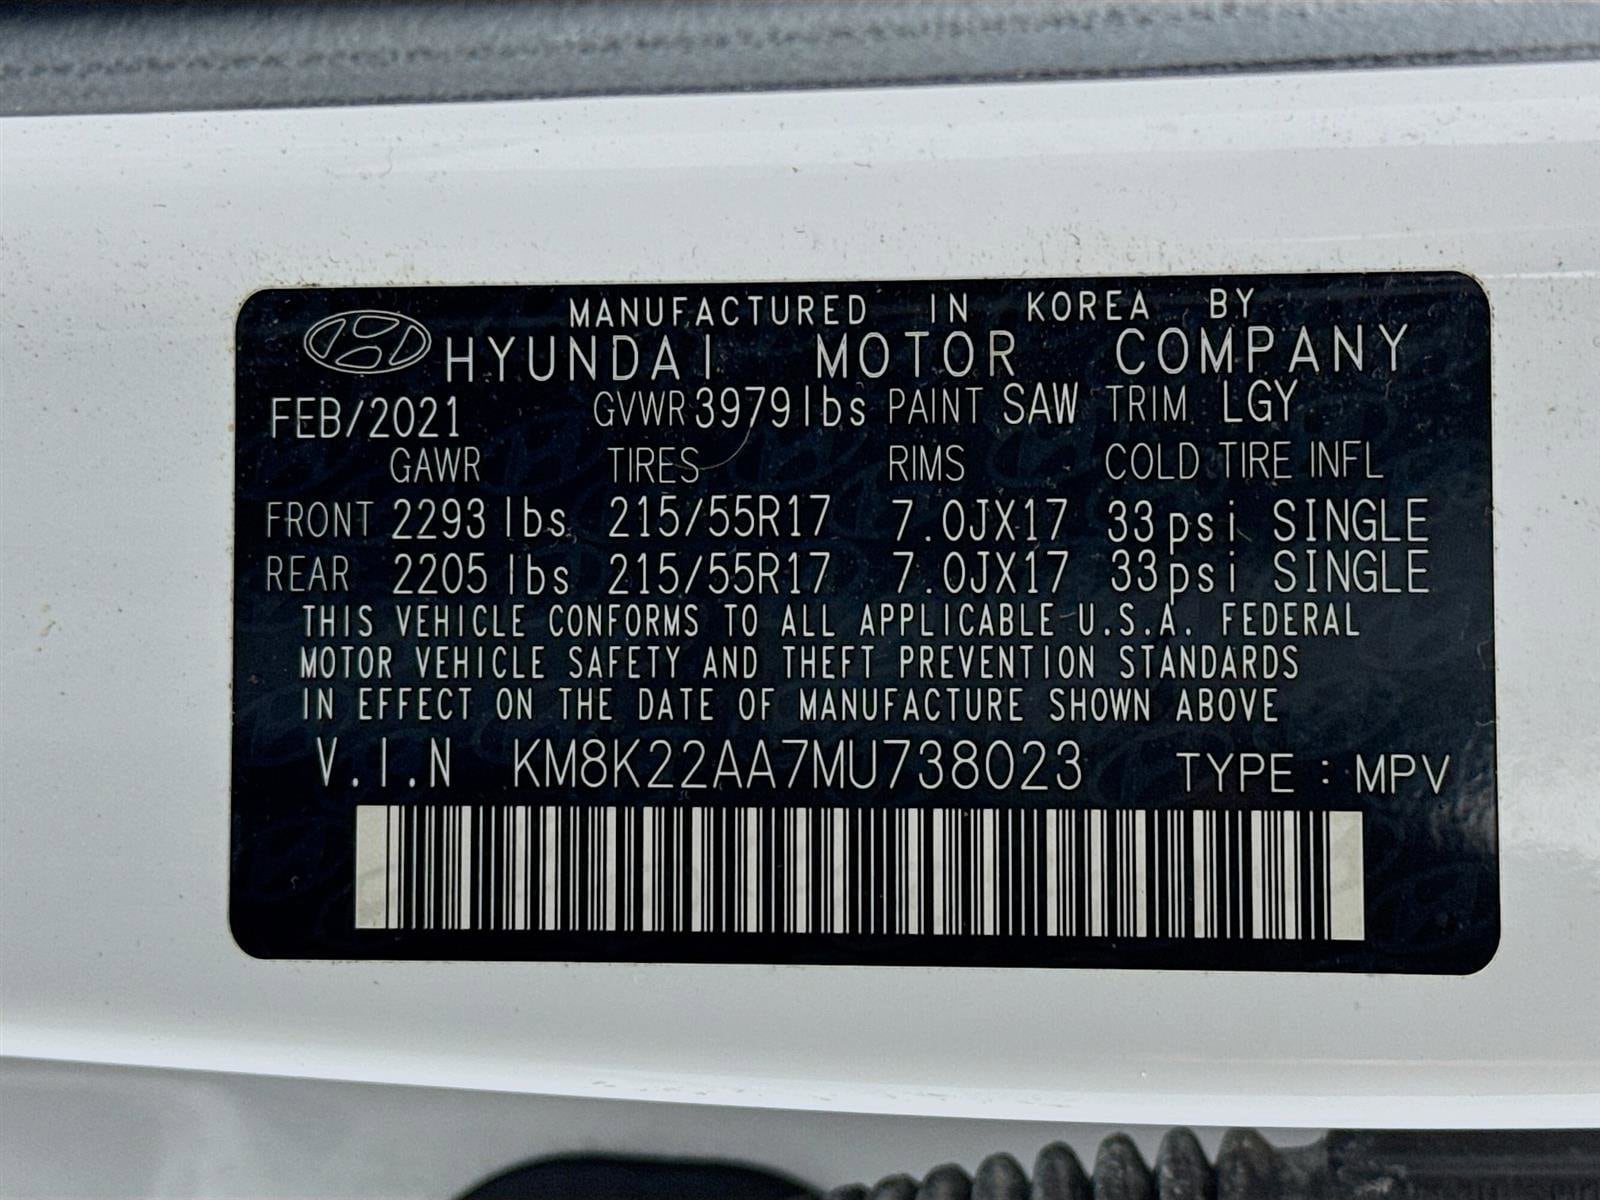 MANUFACTURED IN KOREA BY
HYUNDAI MOTOR COMPANY
FEB/2021 GVWR 3979lbs PAINT SAW TRIM LGY
GAWR TIRES RIMS COLD TIRE INFL
FRONT 2293 lbs 215/55R17 7.0JX17 33psi SINGLE
REAR 2205 lbs 215/55R17 7.0JX17 33psi SINGLE
THIS VEHICLE CONFORMS TO ALL APPLICABLE U.S.A. FEDERAL
MOTOR VEHICLE SAFETY AND THEFT PREVENTION STANDARDS
IN EFFECT ON THE DATE OF MANUFACTURE SHOWN ABOVE
V.I.N KM8K22AA7MU738023 TYPE : MPV